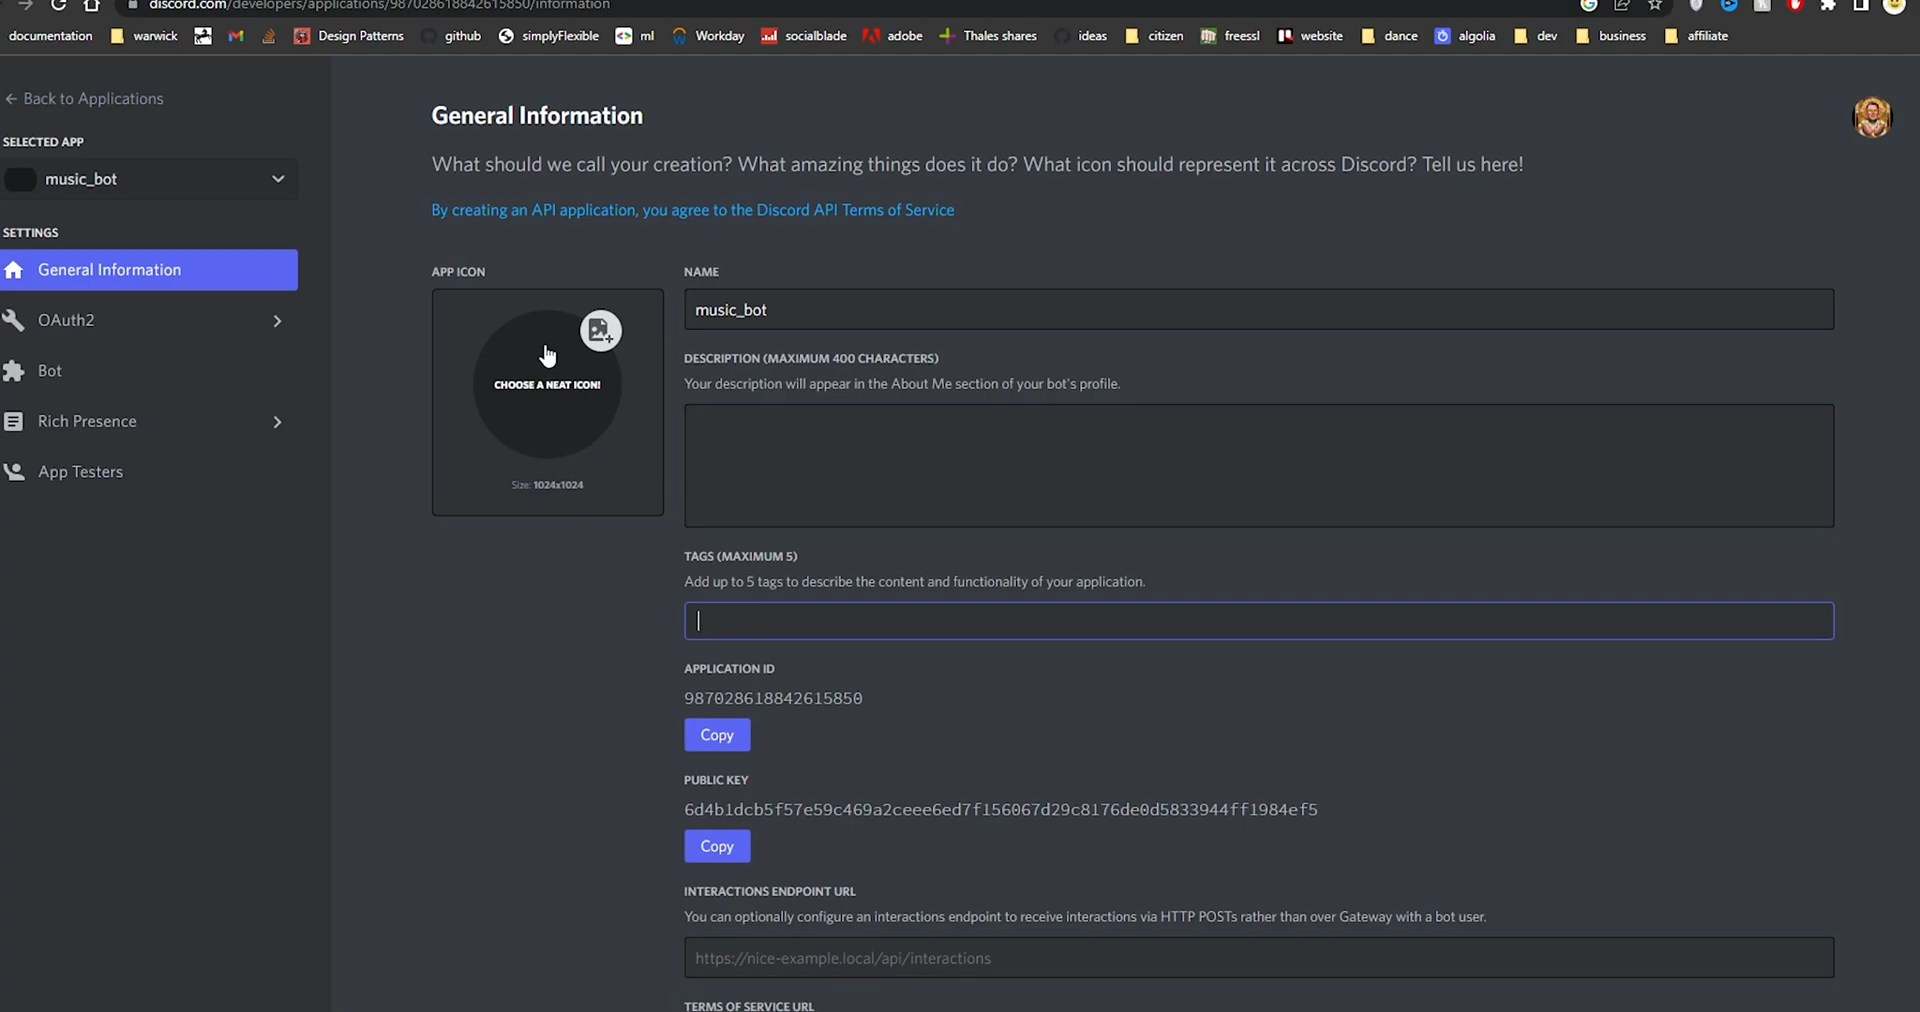 discord.com/developers/applications/987028618842615850/information
documentation warwick Design Patterns github simplyFlexible ml Workday socialblade adobe Thales shares ideas citizen freessl website dance algolia dev business affiliate
Back to Applications
SELECTED APP
music_bot
SETTINGS
General Information
OAuth2
Bot
Rich Presence
App Testers
General Information
What should we call your creation? What amazing things does it do? What icon should represent it across Discord? Tell us here!
By creating an API application, you agree to the Discord API Terms of Service
APP ICON
CHOOSE A NEAT ICON!
Size: 1024x1024
NAME
music_bot
DESCRIPTION (MAXIMUM 400 CHARACTERS)
Your description will appear in the About Me section of your bot's profile.
TAGS (MAXIMUM 5)
Add up to 5 tags to describe the content and functionality of your application.
APPLICATION ID
987028618842615850
Copy
PUBLIC KEY
6d4b1dcb5f57e59c469a2ceee6ed7f156067d29c8176de0d5833944ff1984ef5
Copy
INTERACTIONS ENDPOINT URL
You can optionally configure an interactions endpoint to receive interactions via HTTP POSTs rather than over Gateway with a bot user.
https://nice-example.local/api/interactions
TERMS OF SERVICE URL